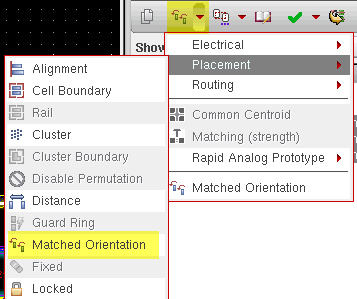 Show
Electrical
Placement
Routing
Common Centroid
Matching (strength)
Rapid Analog Prototype
Matched Orientation
Alignment
Cell Boundary
Rail
Cluster
Cluster Boundary
Disable Permutation
Distance
Guard Ring
Matched Orientation
Fixed
Locked